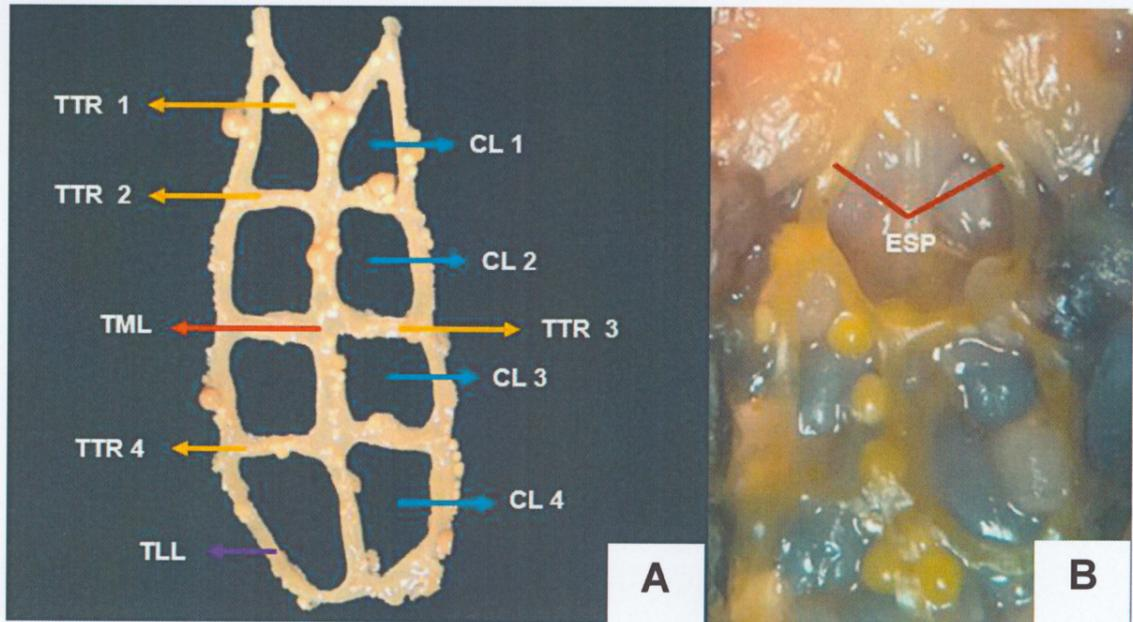 TTR 1
CL 1
TTR 2
CL 2
TML
TTR 3
CL 3
TTR 4
CL 4
TLL
A
ESP
B